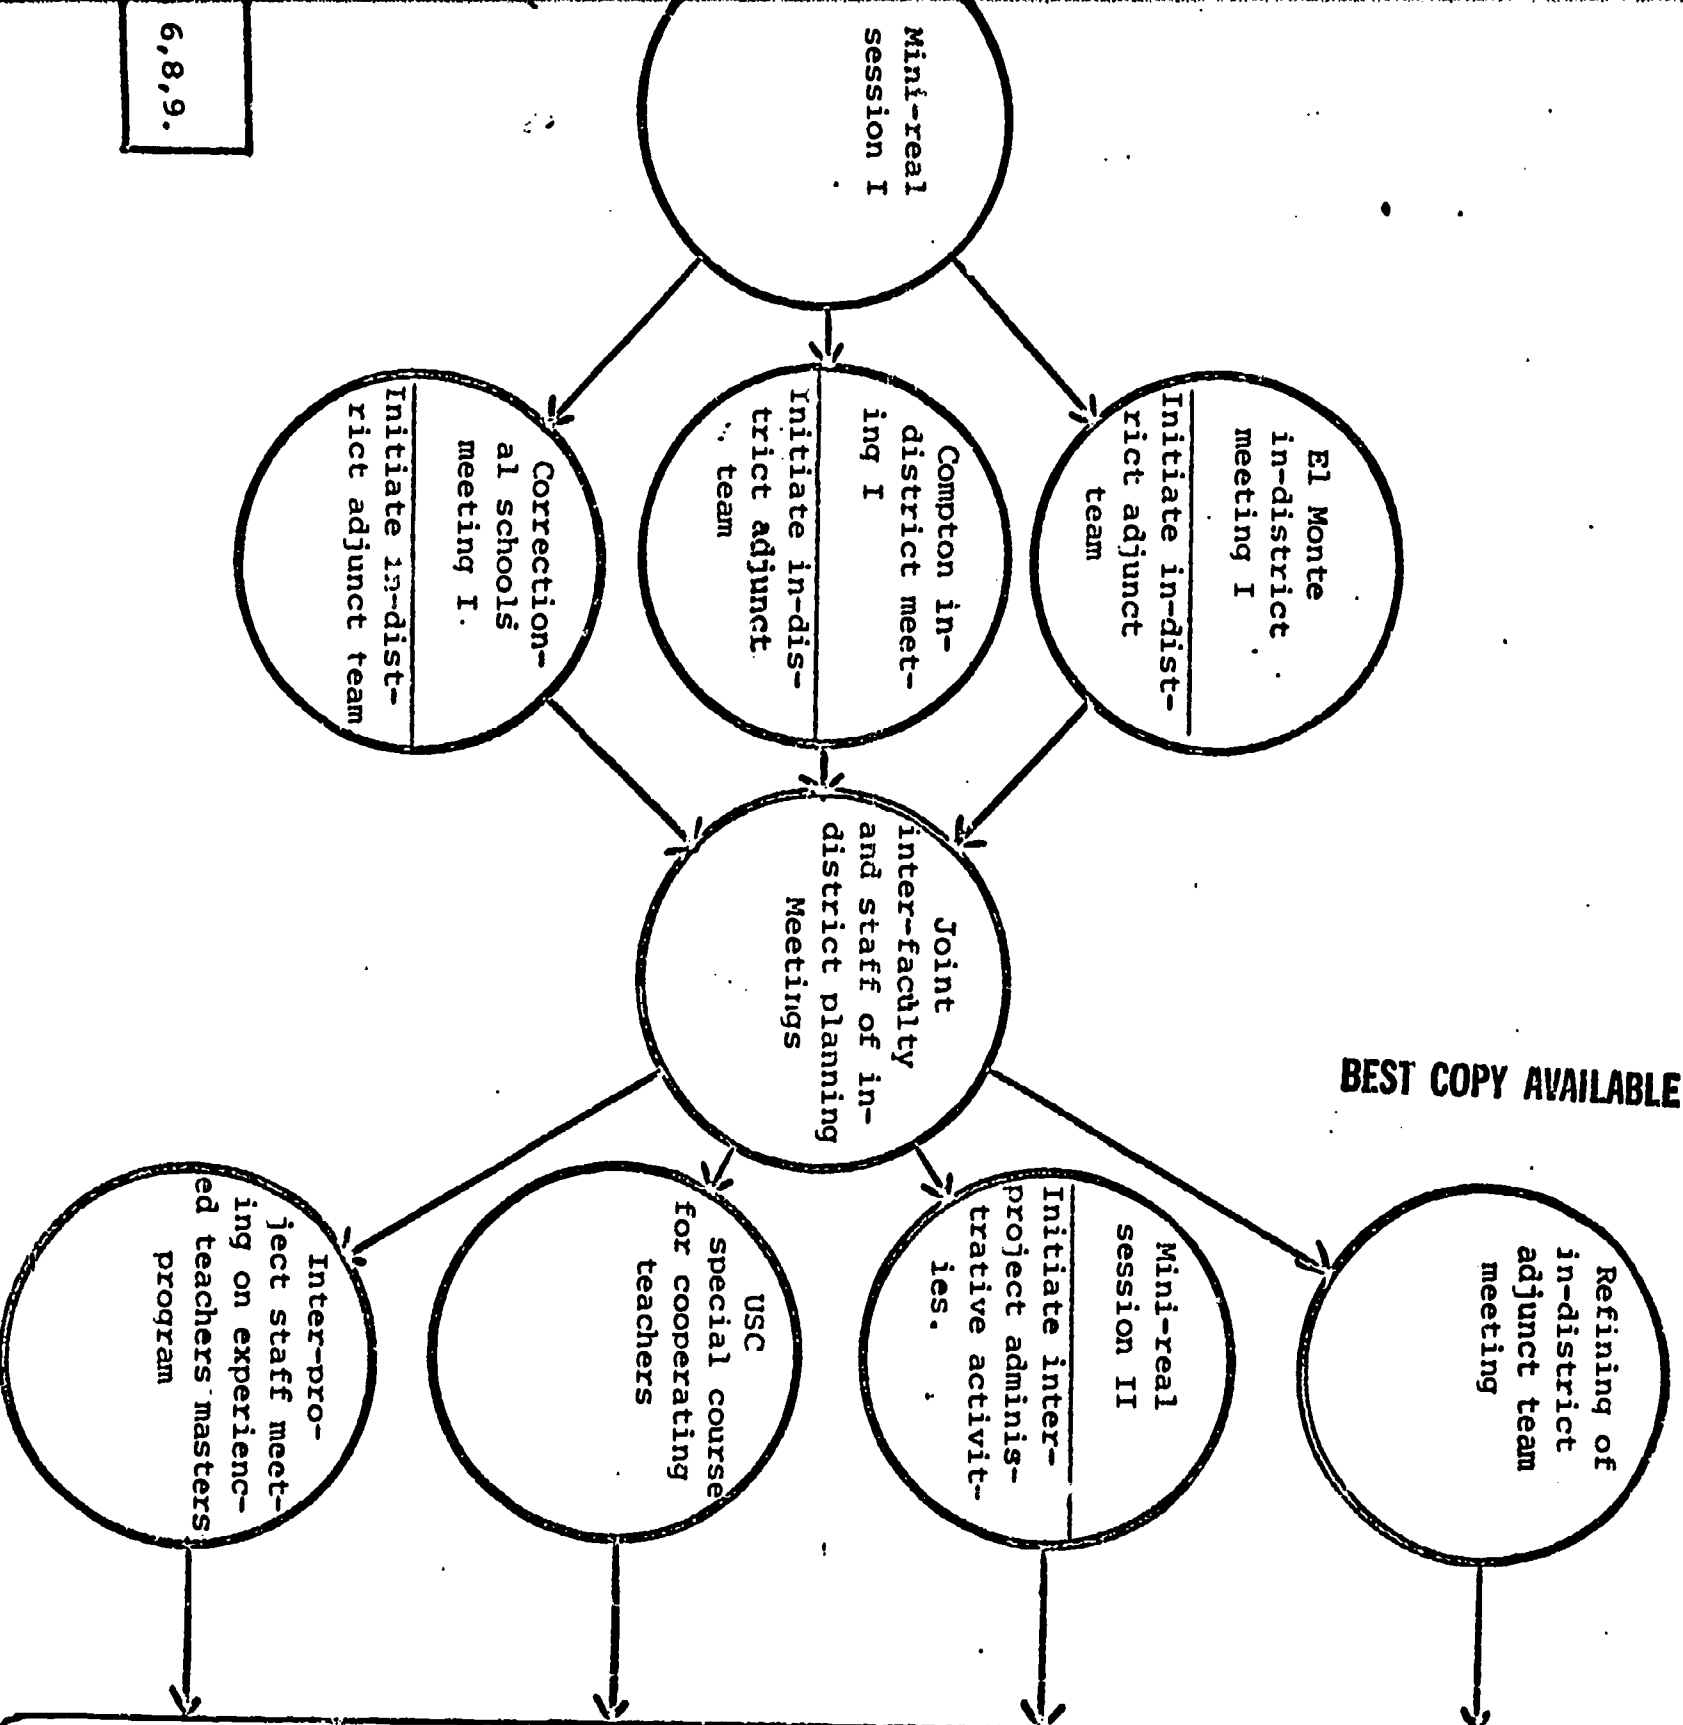 6,8,9.
Mini-real
session I
El Monte
in-district
meeting I
Initiate in-dist-
rict adjunct
team
Compton in-
district meet-
ing I
Initiate in-dis-
trict adjunct
team
Correction-
al schools
meeting I.
Initiate in-dist-
rict adjunct team
Joint
inter-faculty
and staff of in-
district planning
Meetings
BEST COPY AVAILABLE
Refining of
in-district
adjunct team
meeting
Mini-real
session II
Initiate inter-
project adminis-
trative activit-
ies.
USC
special course
for cooperating
teachers
Inter-pro-
ject staff meet-
ing on experienc-
ed teachers masters
program